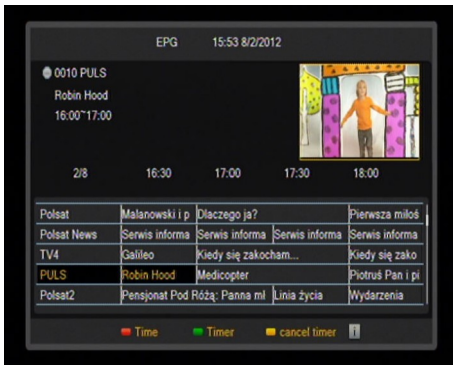 EPG 15:53 8/2/2012
0010 PULS
Robin Hood
16:00~17:00
2/8 16:30 17:00 17:30 18:00
Polsat Malanowski i p Dlaczego ja? Pierwsza miłoś
Polsat News Serwis informa Serwis informa Serwis informa Serwis informa
TV4 Galileo Kiedy się zakocham... Kiedy się zako
PULS Robin Hood Medicopter Piotruś Pan i pi
Polsat2 Pensjonat Pod Różą: Panna mł Linia życia Wydarzenia
Time Timer cancel timer i